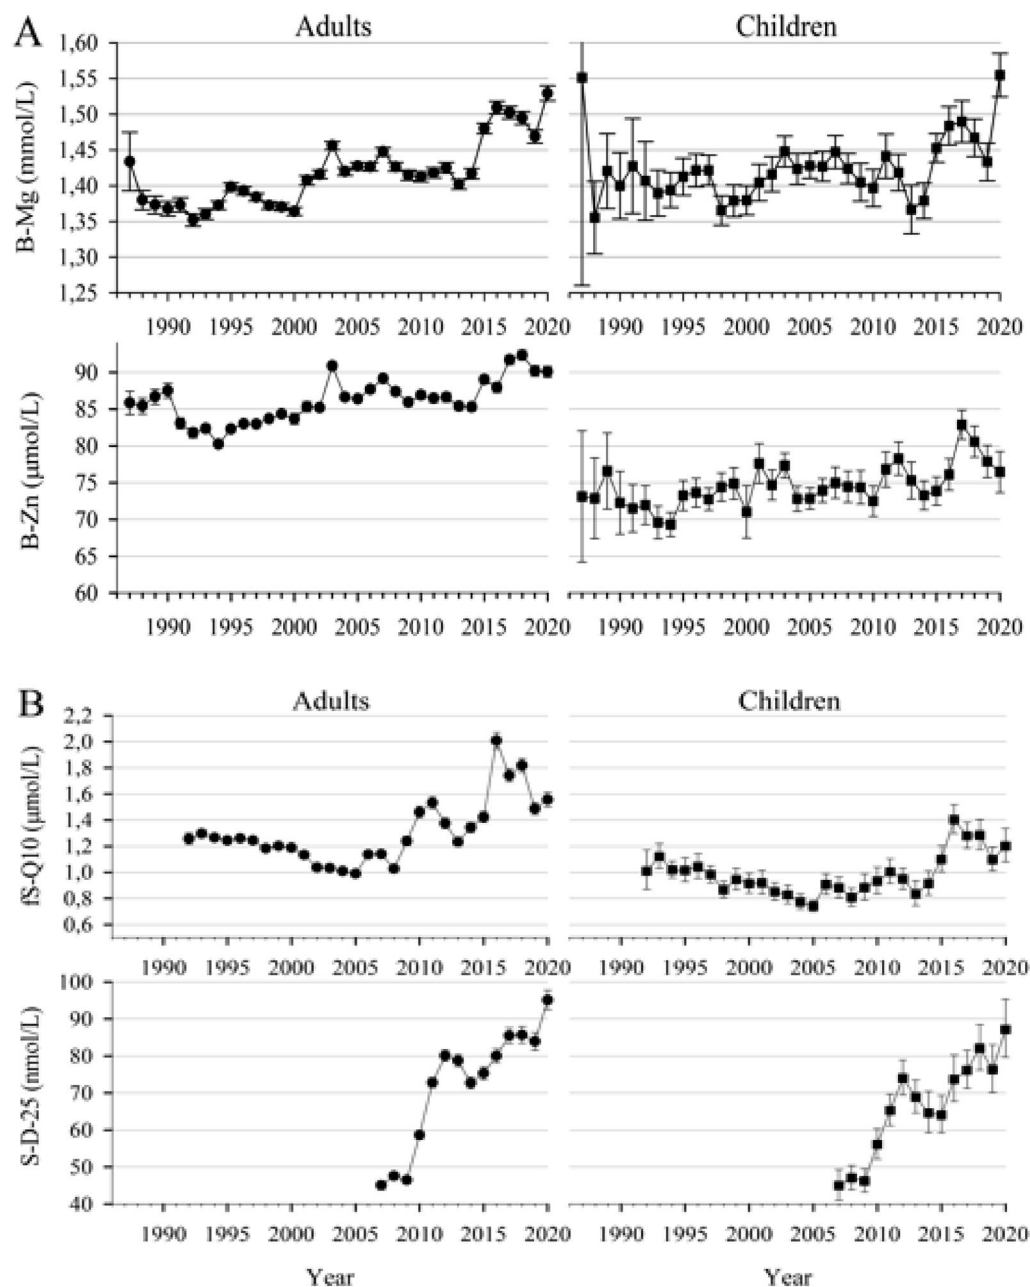 A
Adults
Children
B-Mg (mmol/L)
1,60
1,55
1,50
1,45
1,40
1,35
1,30
1,25
1990 1995 2000 2005 2010 2015 2020
1990 1995 2000 2005 2010 2015 2020
B-Zn (µmol/L)
90
85
80
75
70
65
60
1990 1995 2000 2005 2010 2015 2020
1990 1995 2000 2005 2010 2015 2020
B
Adults
Children
fS-Q10 (µmol/L)
2,2
2,0
1,8
1,6
1,4
1,2
1,0
0,8
0,6
1990 1995 2000 2005 2010 2015 2020
1990 1995 2000 2005 2010 2015 2020
S-D-25 (nmol/L)
100
90
80
70
60
50
40
1990 1995 2000 2005 2010 2015 2020
1990 1995 2000 2005 2010 2015 2020
Year
Year